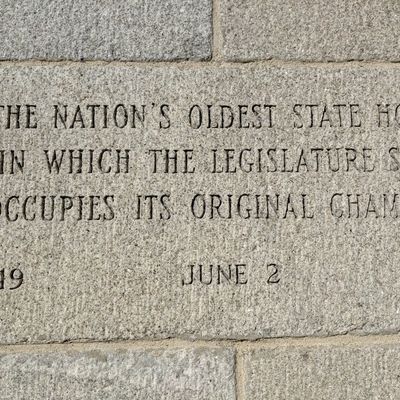 THE NATION'S OLDEST STATE HO
IN WHICH THE LEGISLATURE S
OCCUPIES ITS ORIGINAL CHAM
19 JUNE 2